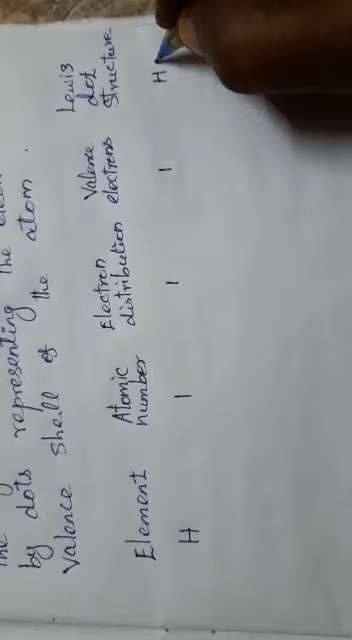 by dots representing the
valence shell of the atom.
Element Atomic number Electron distribution Valence electrons Lewis dot structure
H 1 1 1 H